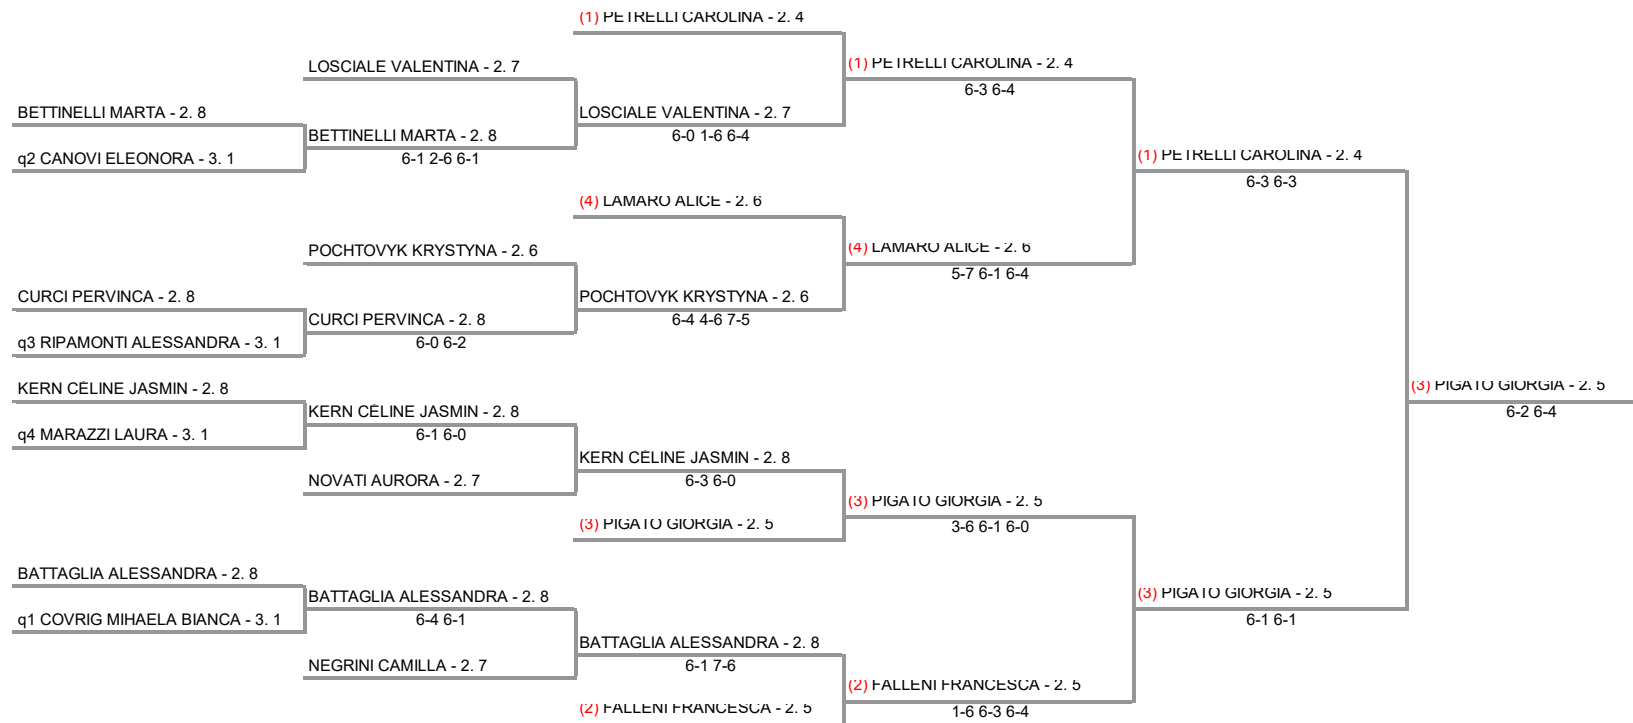 (1) PETRELLI CAROLINA - 2. 4
LOSCIALE VALENTINA - 2. 7
(1) PETRELLI CAROLINA - 2. 4
6-3 6-4
BETTINELLI MARTA - 2. 8
LOSCIALE VALENTINA - 2. 7
6-0 1-6 6-4
BETTINELLI MARTA - 2. 8
6-1 2-6 6-1
q2 CANOVI ELEONORA - 3. 1
(1) PETRELLI CAROLINA - 2. 4
6-3 6-3
(4) LAMARO ALICE - 2. 6
POCHTOVYK KRYSTYNA - 2. 6
(4) LAMARO ALICE - 2. 6
5-7 6-1 6-4
CURCI PERVINCA - 2. 8
POCHTOVYK KRYSTYNA - 2. 6
6-4 4-6 7-5
CURCI PERVINCA - 2. 8
6-0 6-2
q3 RIPAMONTI ALESSANDRA - 3. 1
KERN CÉLINE JASMIN - 2. 8
(3) PIGATO GIORGIA - 2. 5
6-2 6-4
KERN CÉLINE JASMIN - 2. 8
6-1 6-0
q4 MARAZZI LAURA - 3. 1
KERN CÉLINE JASMIN - 2. 8
6-3 6-0
NOVATI AURORA - 2. 7
(3) PIGATO GIORGIA - 2. 5
3-6 6-1 6-0
(3) PIGATO GIORGIA - 2. 5
BATTAGLIA ALESSANDRA - 2. 8
BATTAGLIA ALESSANDRA - 2. 8
6-4 6-1
(3) PIGATO GIORGIA - 2. 5
6-1 6-1
q1 COVRIG MIHAELA BIANCA - 3. 1
BATTAGLIA ALESSANDRA - 2. 8
6-1 7-6
NEGRINI CAMILLA - 2. 7
(2) FALLENI FRANCESCA - 2. 5
1-6 6-3 6-4
(2) FALLENI FRANCESCA - 2. 5